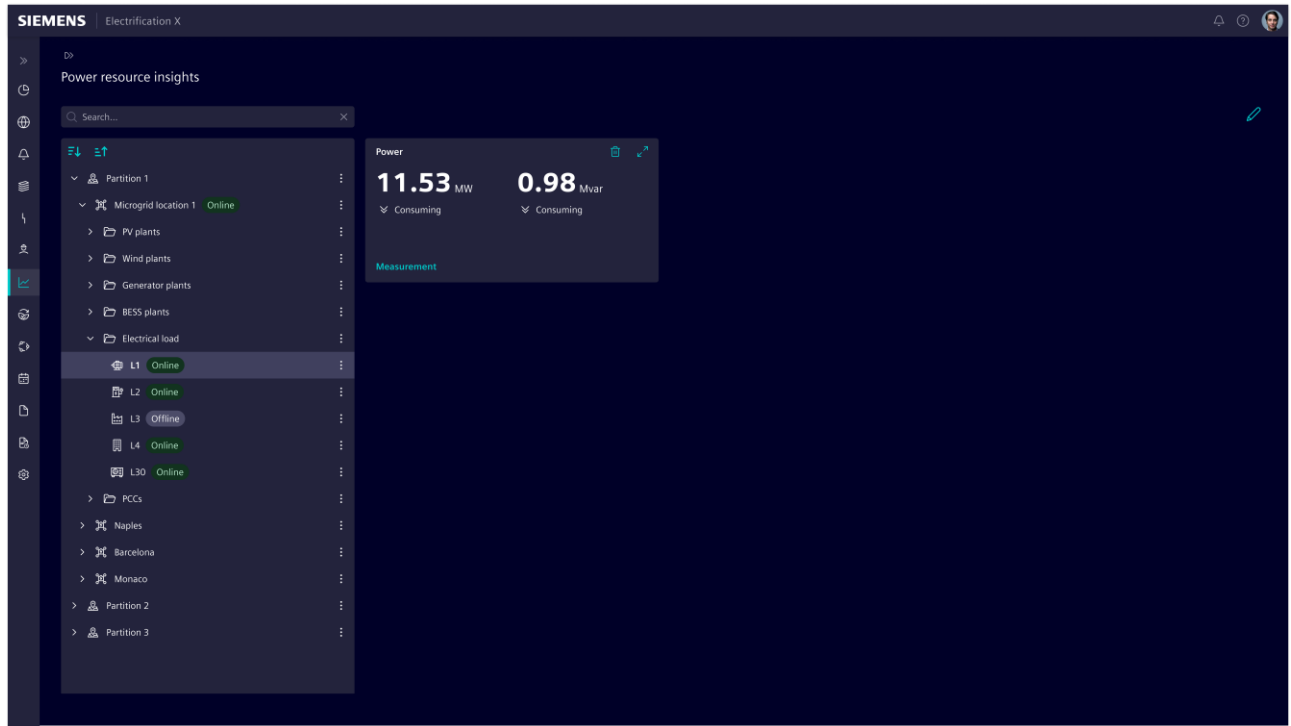 SIEMENS Electrification X
Power resource insights
Search...
Power
11.53 MW 0.98 Mvar
Consuming Consuming
Measurement
Partition 1
Microgrid location 1 Online
PV plants
Wind plants
Generator plants
BESS plants
Electrical load
L1 Online
L2 Online
L3 Offline
L4 Online
L30 Online
PCCs
Naples
Barcelona
Monaco
Partition 2
Partition 3